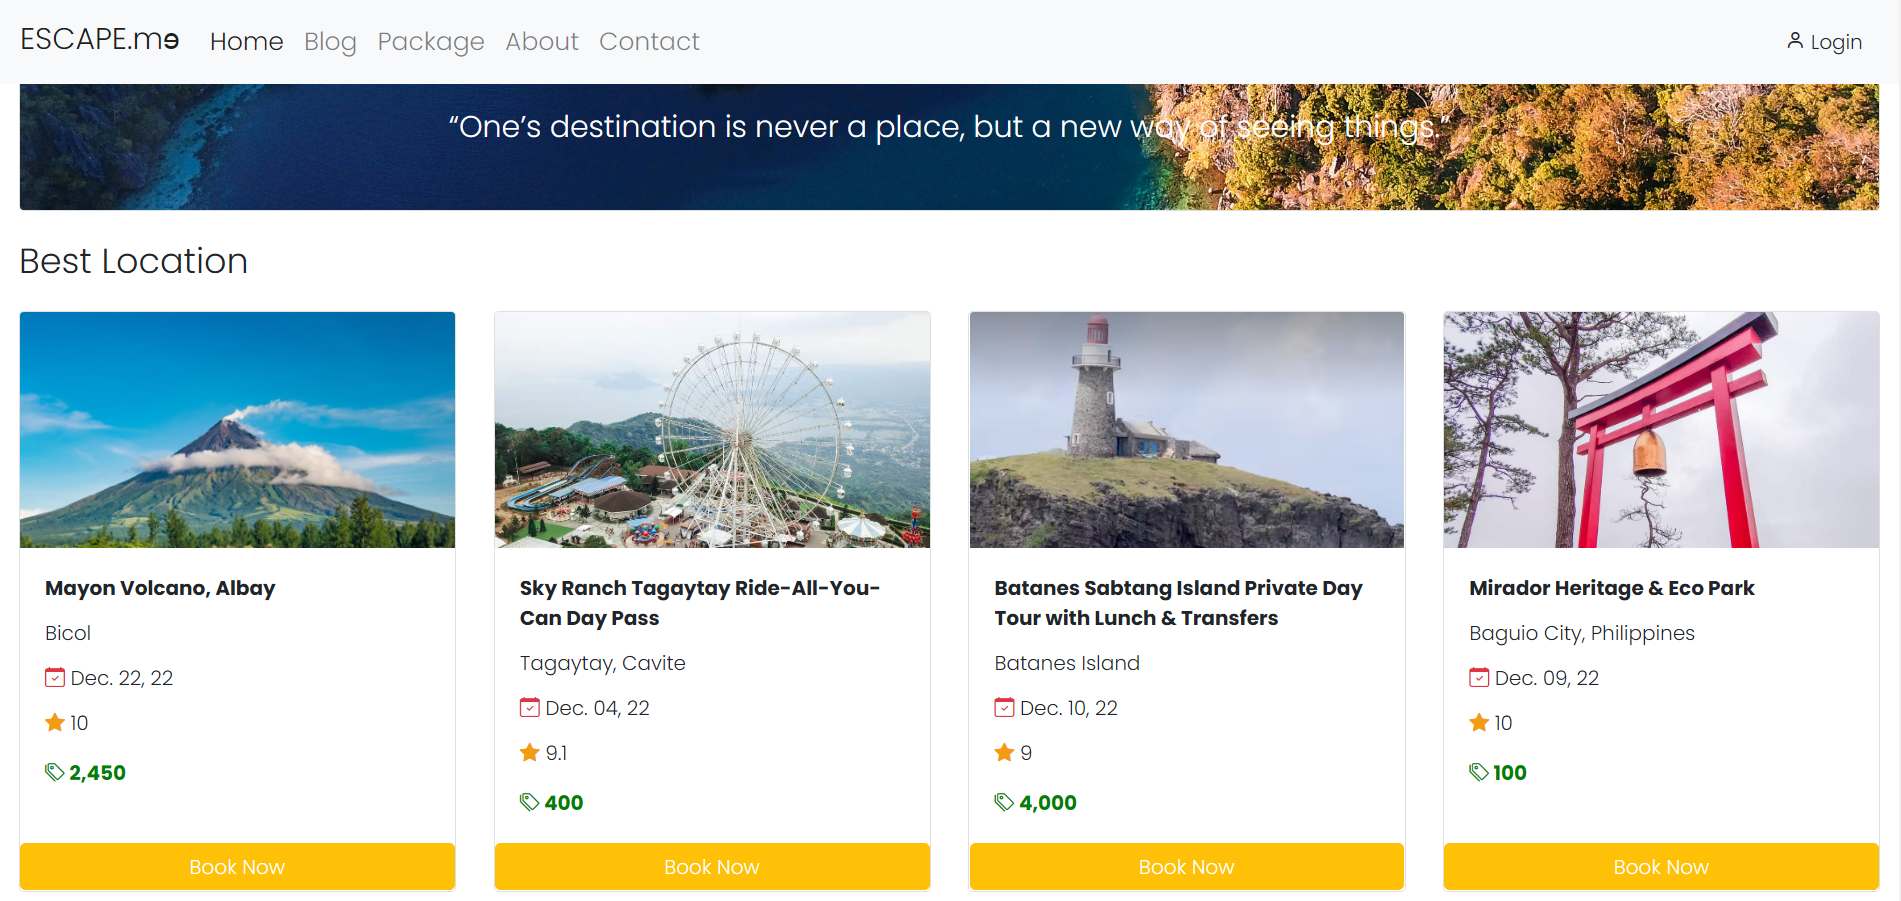 ESCAPE.mɘ Home Blog Package About Contact Login
“One’s destination is never a place, but a new way of seeing things.”
Best Location
Mayon Volcano, Albay
Bicol
Dec. 22, 22
10
2,450
Book Now
Sky Ranch Tagaytay Ride-All-You-
Can Day Pass
Tagaytay, Cavite
Dec. 04, 22
9.1
400
Book Now
Batanes Sabtang Island Private Day
Tour with Lunch & Transfers
Batanes Island
Dec. 10, 22
9
4,000
Book Now
Mirador Heritage & Eco Park
Baguio City, Philippines
Dec. 09, 22
10
100
Book Now